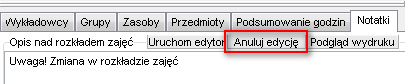 Wykładowcy Grupy Zasoby Przedmioty Podsumowanie godzin Notatki
Opis nad rozkładem zajęć Uruchom edytor Anuluj edycję Podgląd wydruku
Uwaga! Zmiana w rozkładzie zajęć